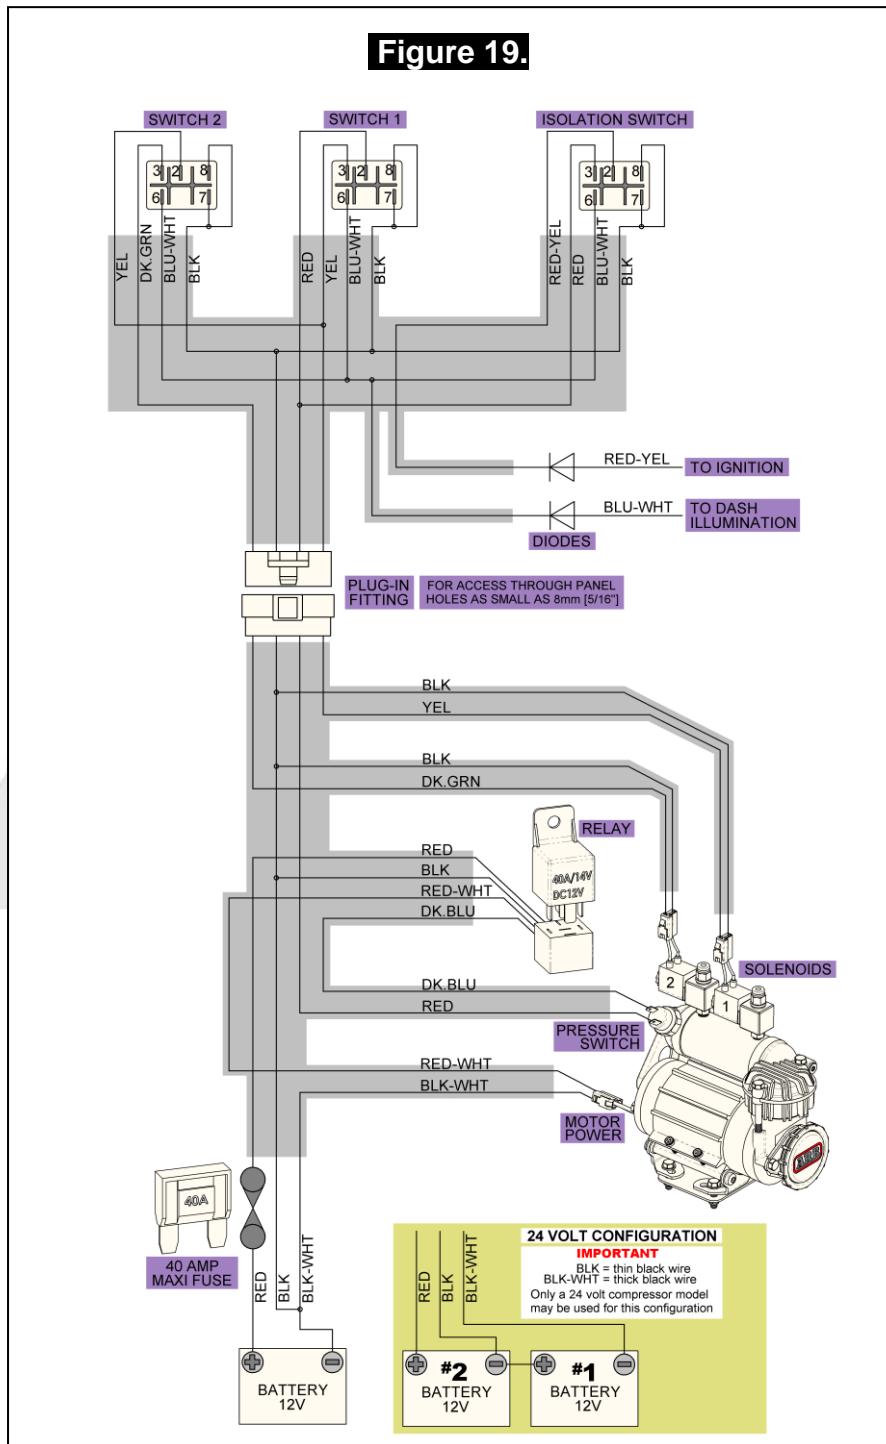 Figure 19.
SWITCH 2
SWITCH 1
ISOLATION SWITCH
3 2 8
6 7
3 2 8
6 7
3 2 8
6 7
YEL
DK.GRN
BLU-WHT
BLK
RED
YEL
BLU-WHT
BLK
RED-YEL
RED
BLU-WHT
BLK
RED-YEL
TO IGNITION
BLU-WHT
TO DASH
ILLUMINATION
DIODES
PLUG-IN
FITTING
FOR ACCESS THROUGH PANEL
HOLES AS SMALL AS 8mm [5/16"]
BLK
YEL
BLK
DK.GRN
RELAY
40A/14V
DC12V
RED
BLK
RED-WHT
DK.BLU
SOLENOIDS
2
1
DK.BLU
RED
PRESSURE
SWITCH
RED-WHT
BLK-WHT
MOTOR
POWER
ARB
40A
40 AMP
MAXI FUSE
RED
BLK
BLK-WHT
BATTERY
12V
24 VOLT CONFIGURATION
IMPORTANT
BLK = thin black wire
BLK-WHT = thick black wire
Only a 24 volt compressor model
may be used for this configuration
RED
BLK
BLK-WHT
#2
BATTERY
12V
#1
BATTERY
12V